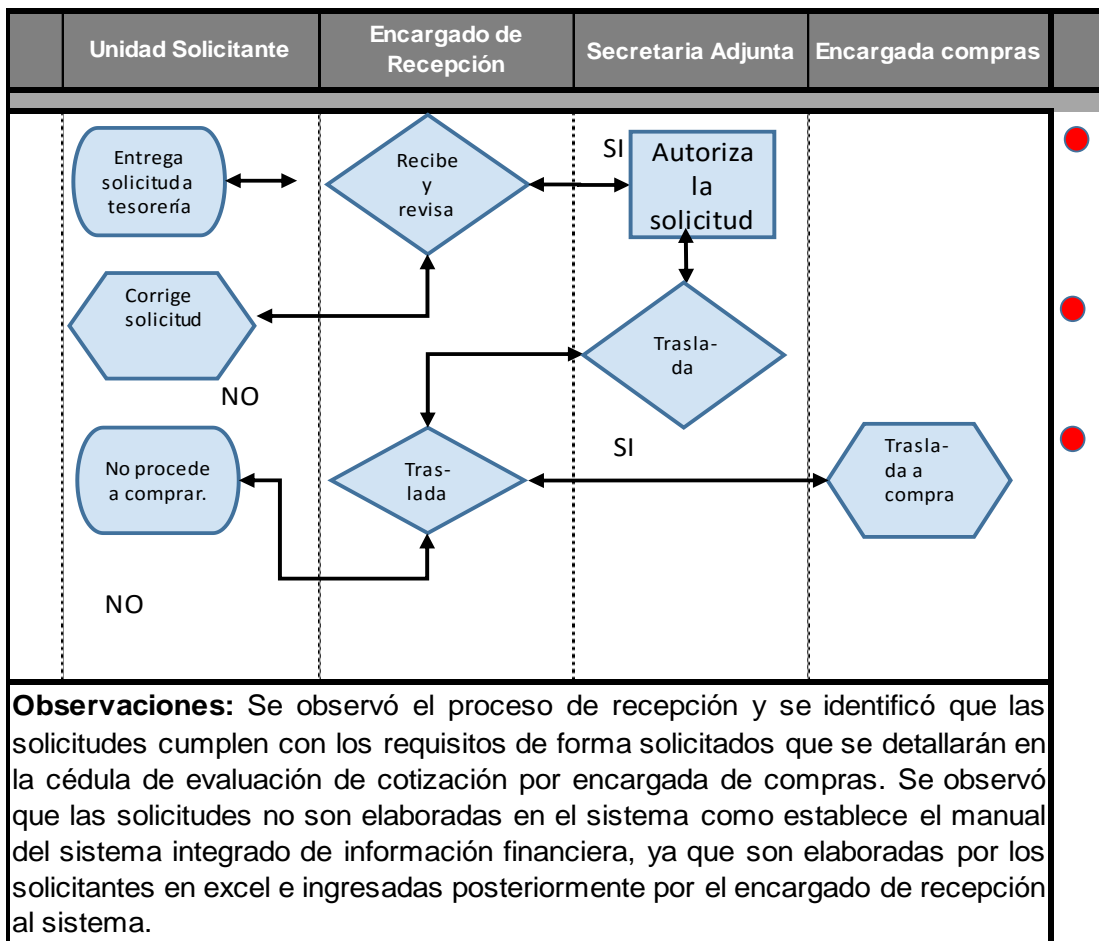 Unidad Solicitante
Encargado de
Recepción
Secretaria Adjunta
Encargada compras
Entrega
solicitud a
tesorería
Recibe
y
revisa
SI
Autoriza
la
solicitud
Corrige
solicitud
Trasla-
da
NO
No procede
a comprar.
Tras-
lada
SI
Trasla-
da a
compra
NO
Observaciones: Se observó el proceso de recepción y se identificó que las
solicitudes cumplen con los requisitos de forma solicitados que se detallarán en
la cédula de evaluación de cotización por encargada de compras. Se observó
que las solicitudes no son elaboradas en el sistema como establece el manual
del sistema integrado de información financiera, ya que son elaboradas por los
solicitantes en excel e ingresadas posteriormente por el encargado de recepción
al sistema.